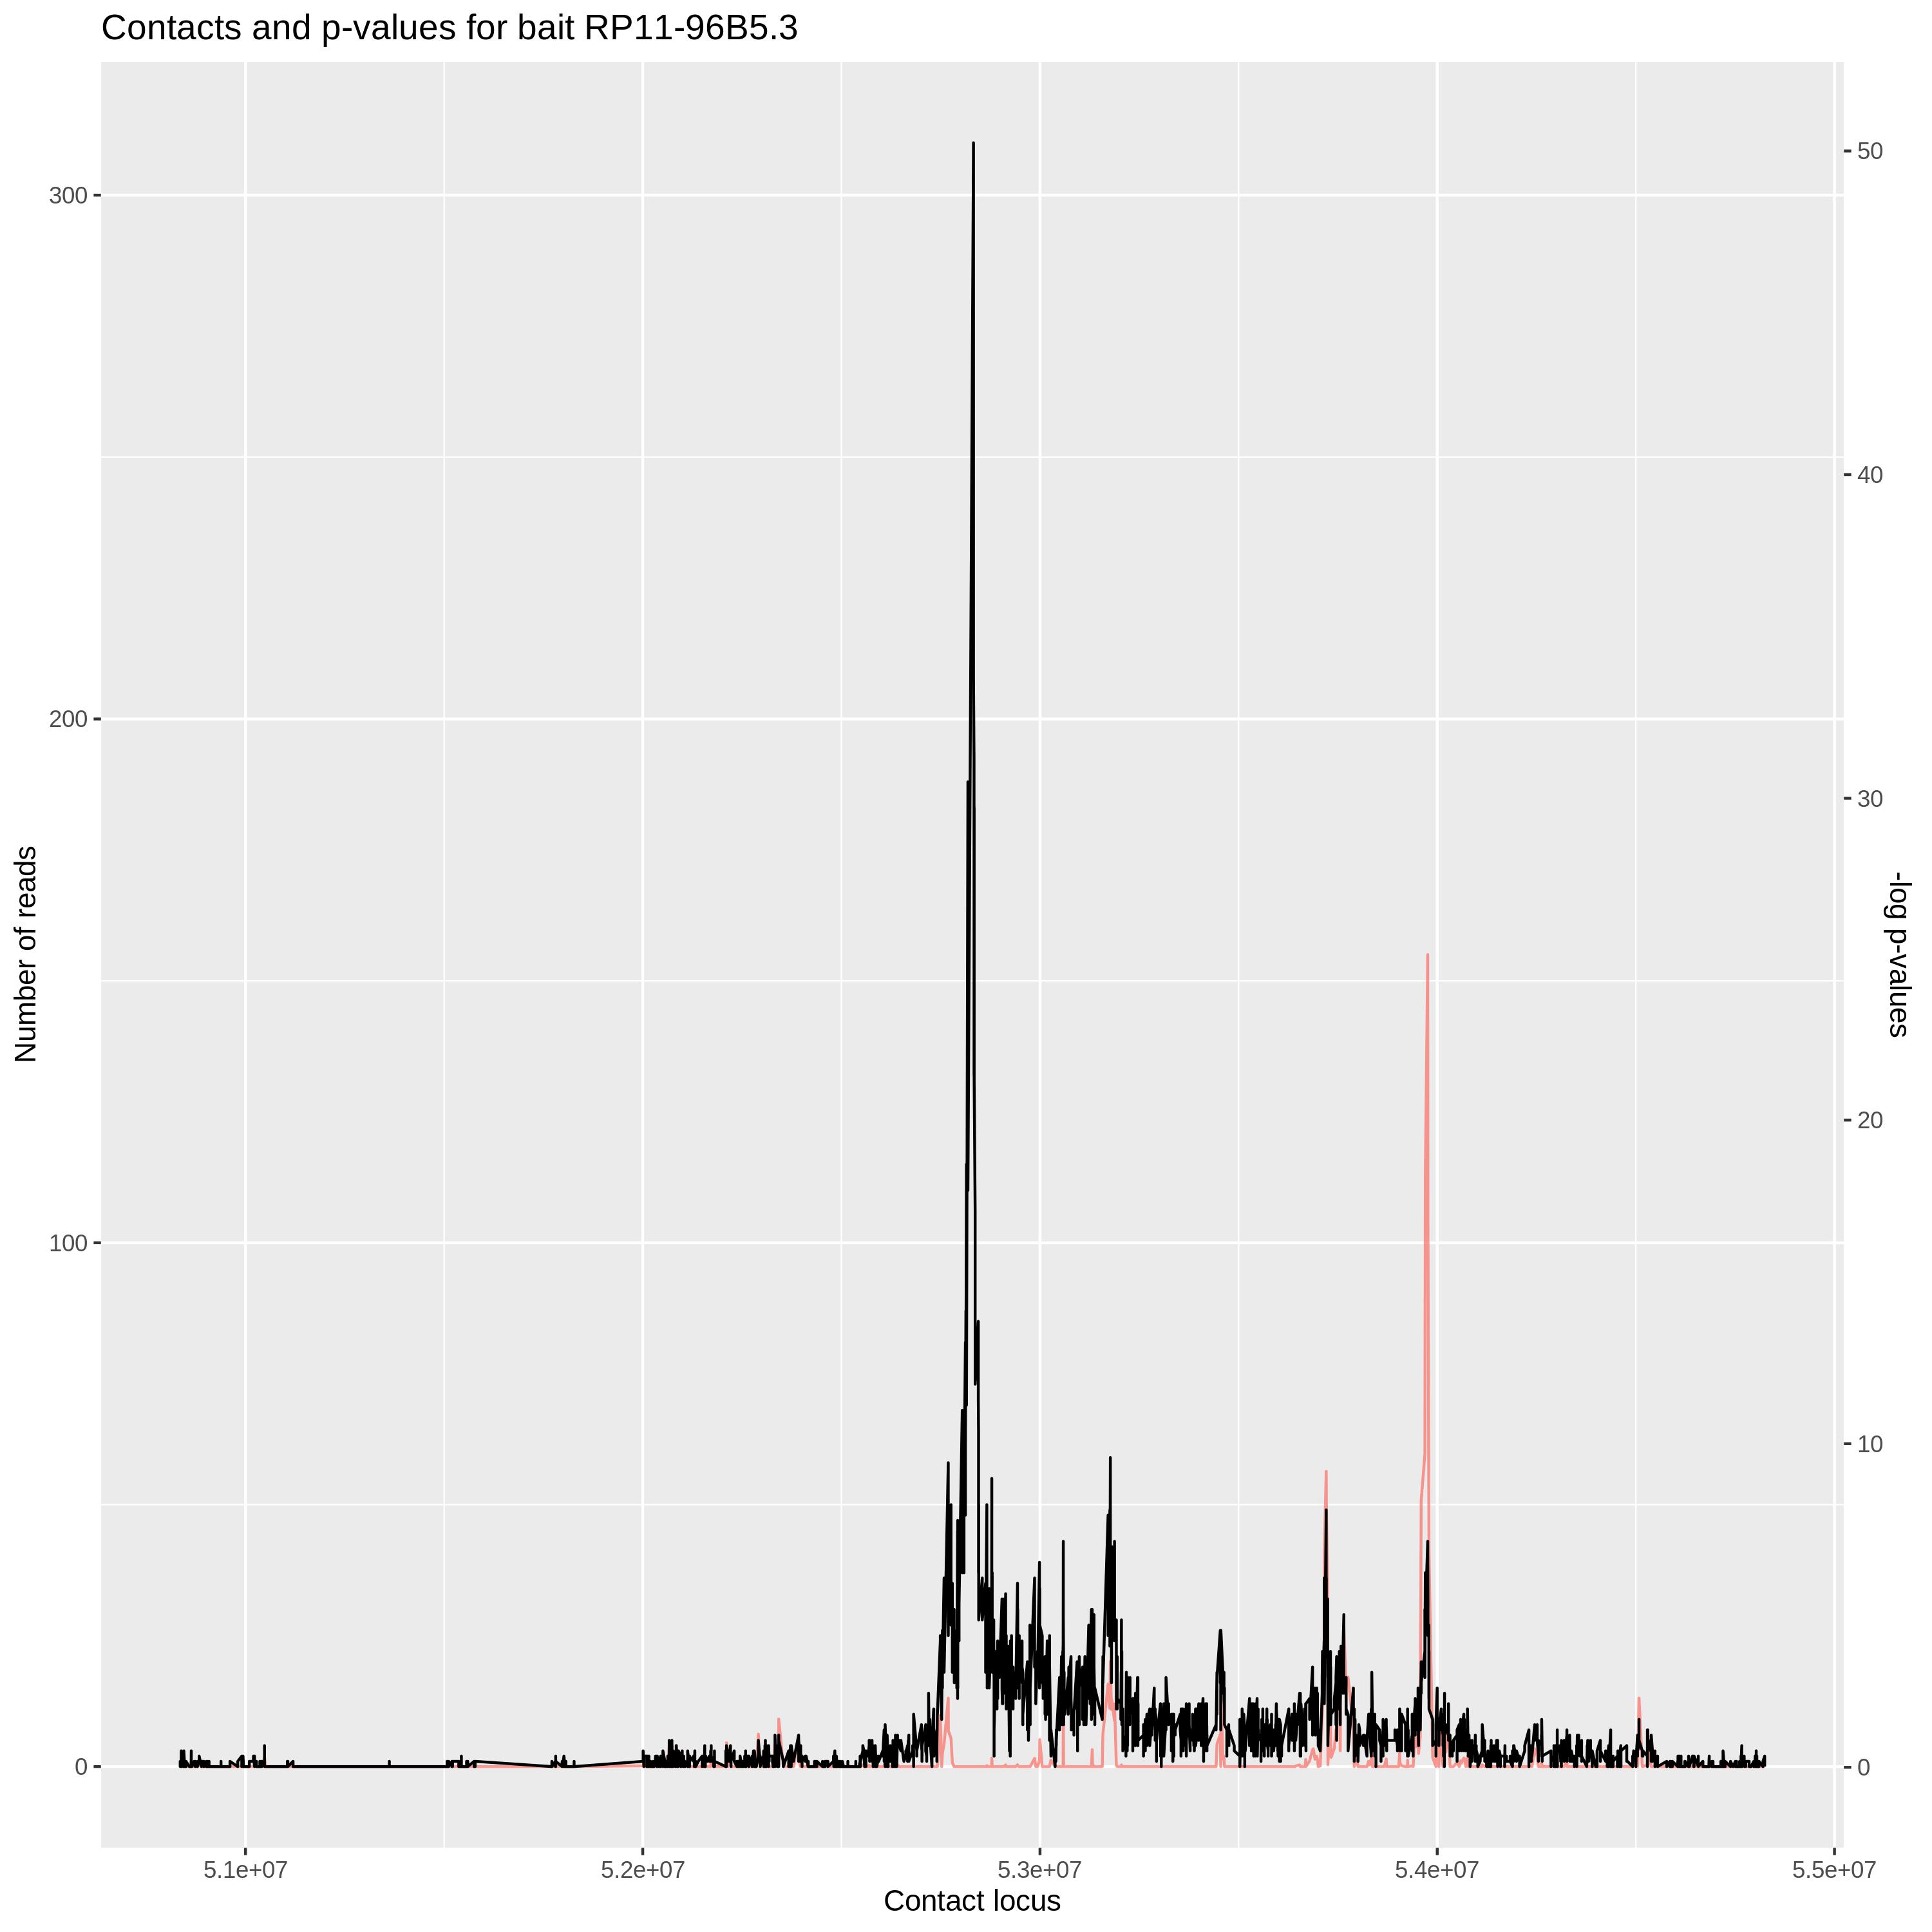 Contacts and p-values for bait RP11-96B5.3
300
200
100
0
Number of reads
50
40
30
20
10
0
-log p-values
5.1e+07 5.2e+07 5.3e+07 5.4e+07 5.5e+07
Contact locus